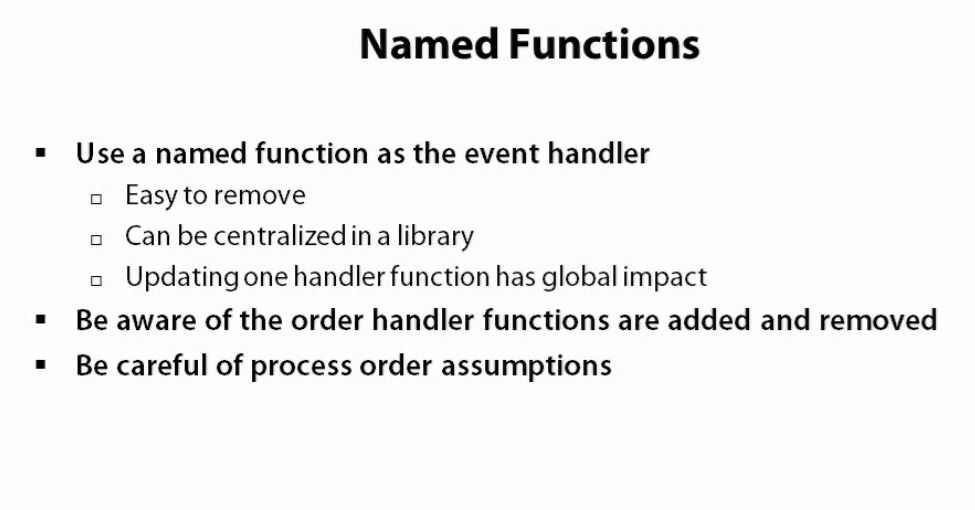 Named Functions
Use a named function as the event handler
Easy to remove
Can be centralized in a library
Updating one handler function has global impact
Be aware of the order handler functions are added and removed
Be careful of process order assumptions